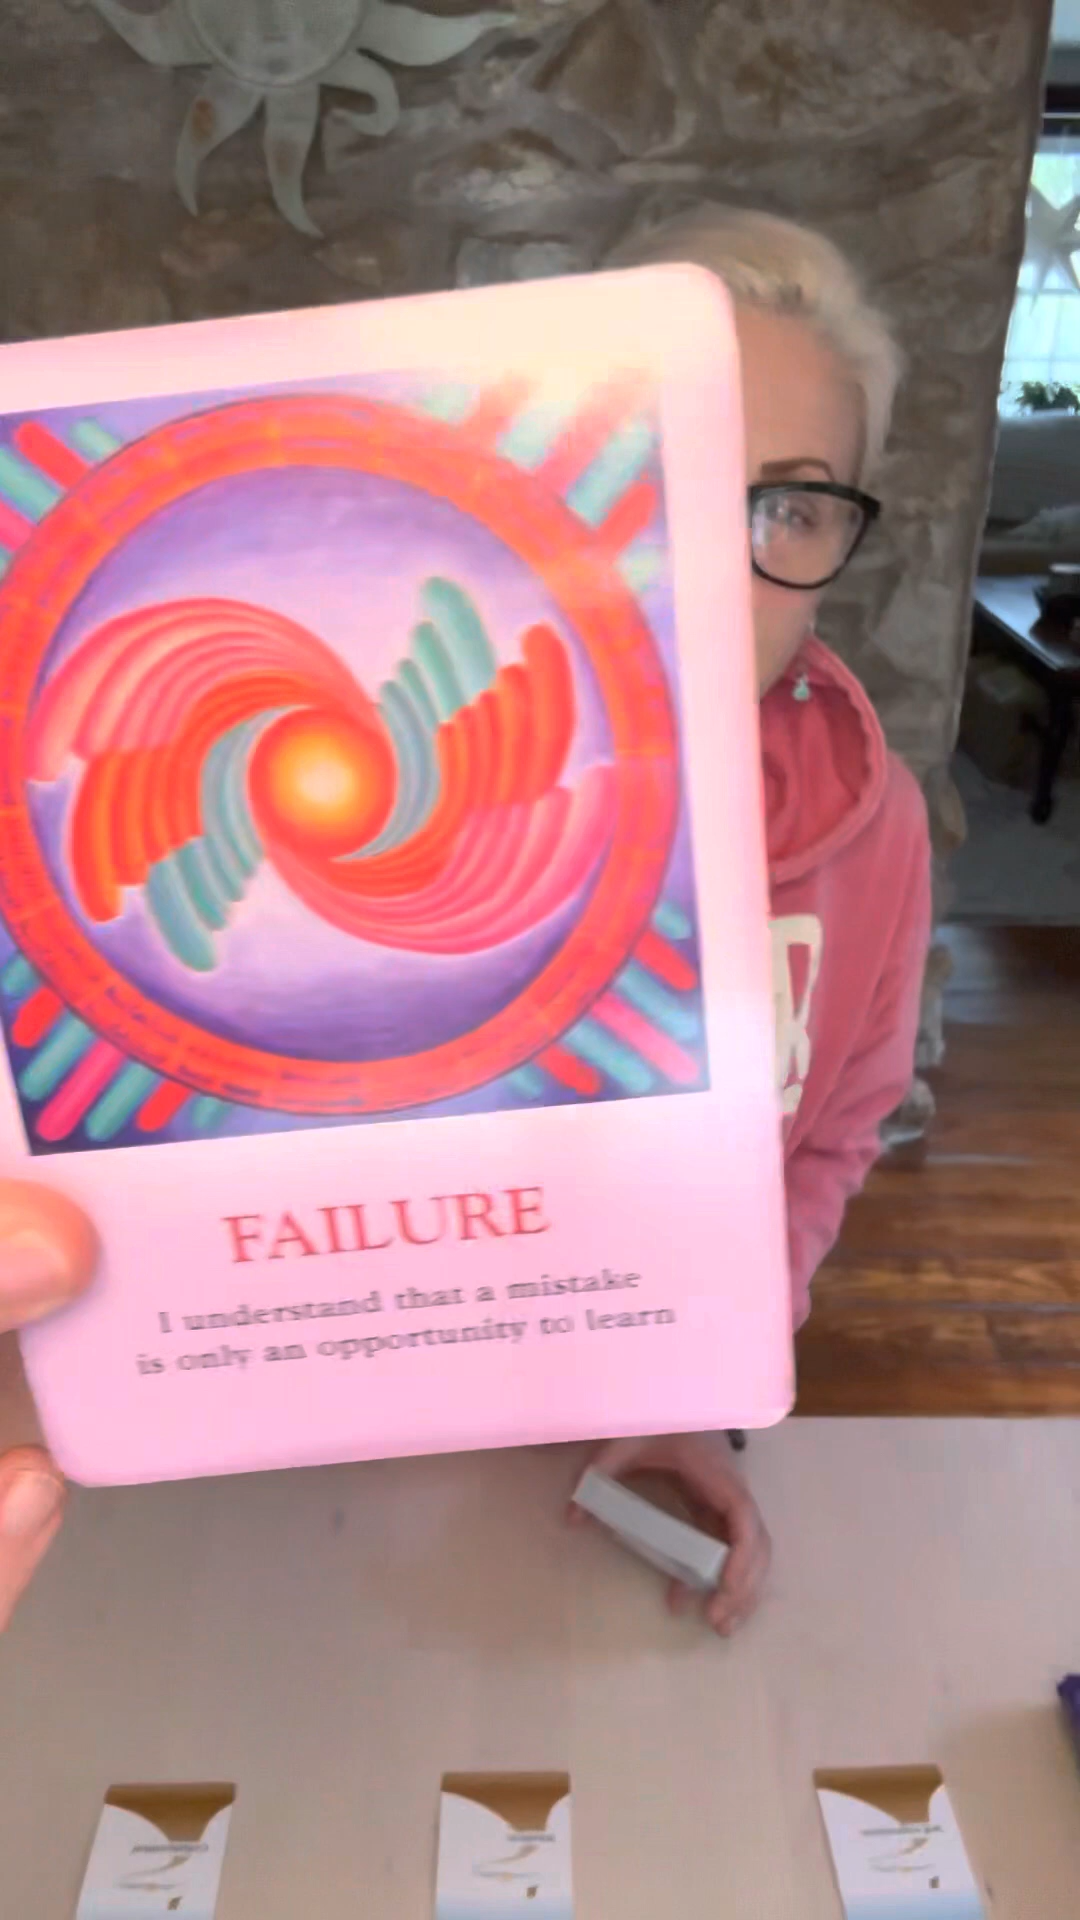 FAILURE
I understand that a mistake
is only an opportunity to learn